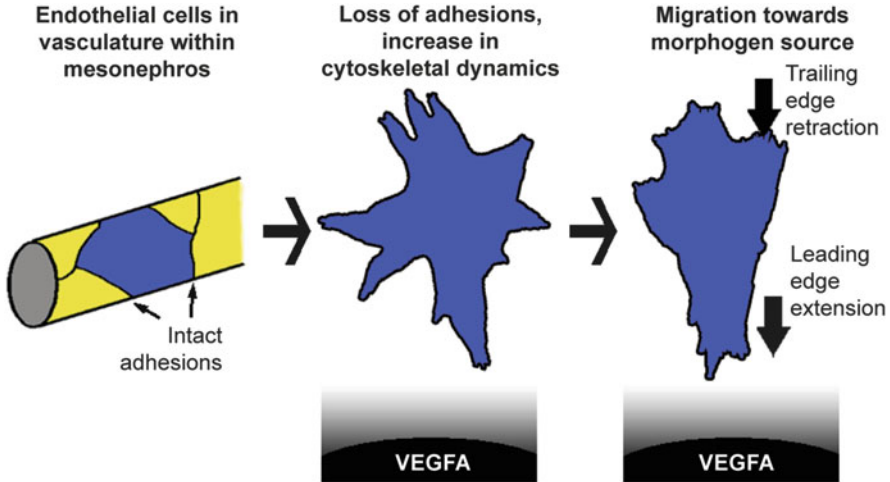 Endothelial cells in
vasculature within
mesonephros
Loss of adhesions,
increase in
cytoskeletal dynamics
Migration towards
morphogen source
Trailing
edge
retraction
Leading
edge
extension
Intact
adhesions
VEGFA
VEGFA